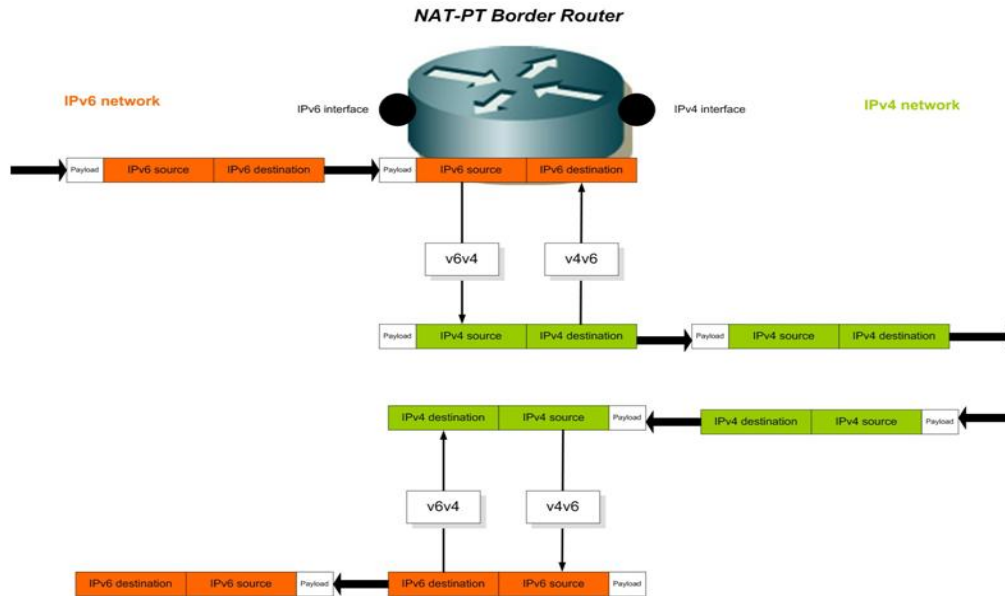 NAT-PT Border Router
IPv6 network
IPv6 interface
IPv4 interface
IPv4 network
Payload IPv6 source IPv6 destination
Payload IPv6 source IPv6 destination
v6v4
v4v6
Payload IPv4 source IPv4 destination
Payload IPv4 source IPv4 destination
IPv4 destination IPv4 source Payload
IPv4 destination IPv4 source Payload
v6v4
v4v6
IPv6 destination IPv6 source Payload
IPv6 destination IPv6 source Payload